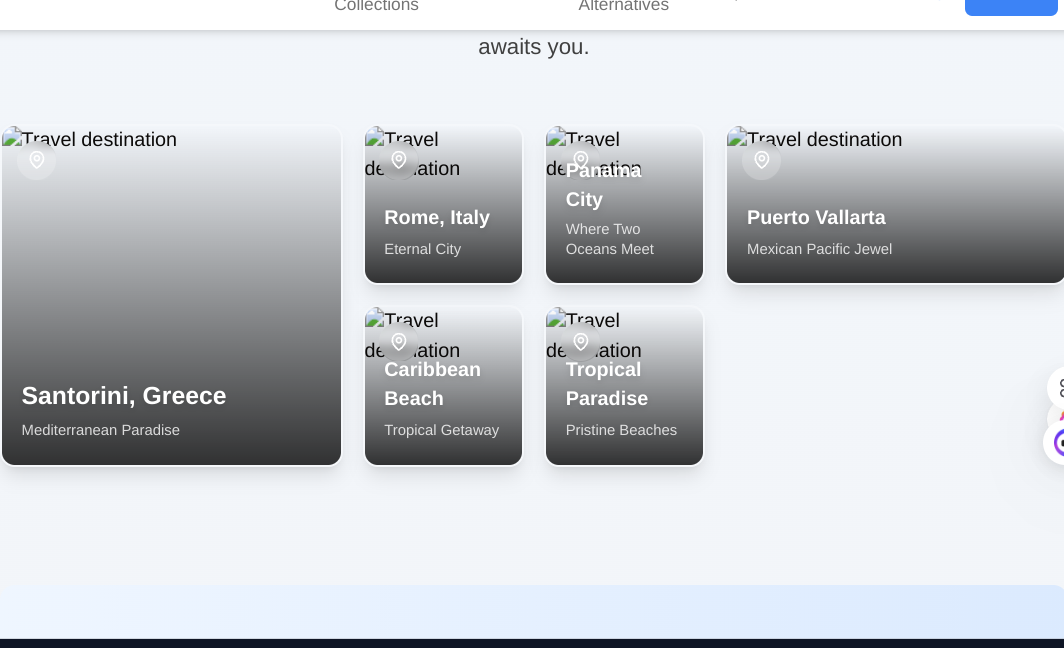 Collections
Alternatives
awaits you.
Travel destination
Santorini, Greece
Mediterranean Paradise
Travel
destination
Rome, Italy
Eternal City
Travel
destination
Panama
City
Where Two
Oceans Meet
Travel destination
Puerto Vallarta
Mexican Pacific Jewel
Travel
destination
Caribbean
Beach
Tropical Getaway
Travel
destination
Tropical
Paradise
Pristine Beaches